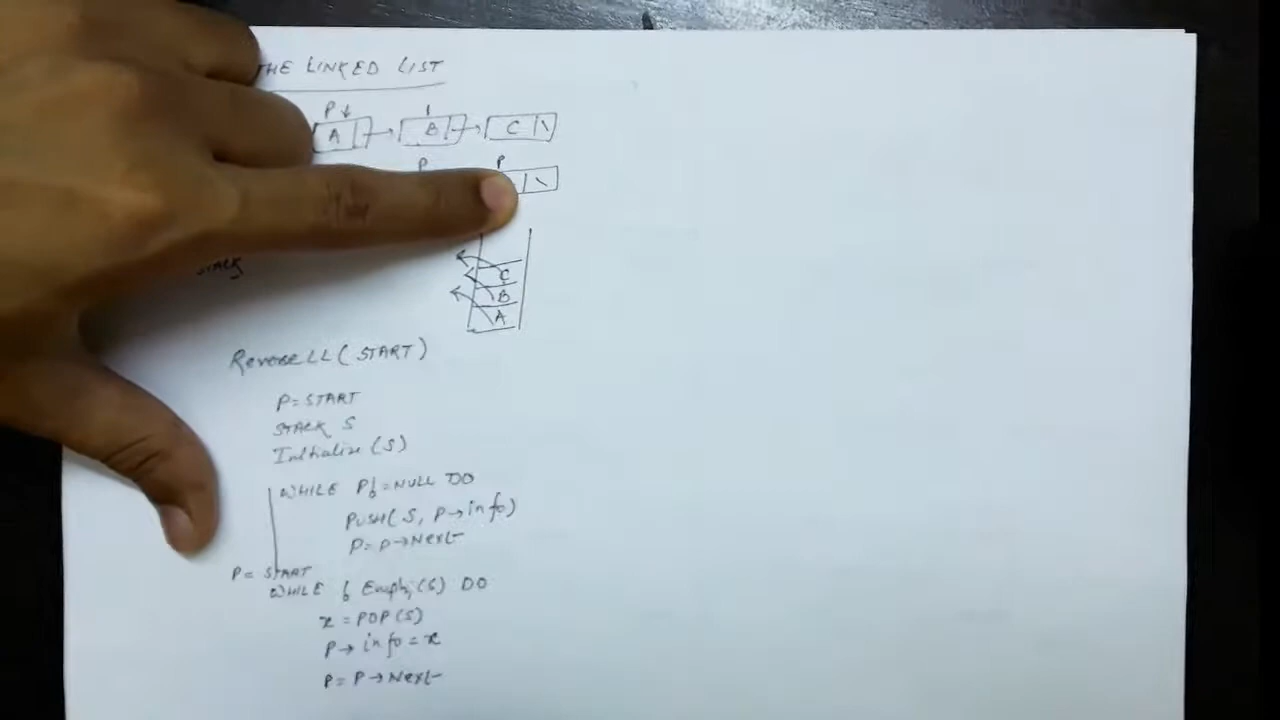 THE LINKED LIST
P ↓
A → B → C
P P
STACK
C
B
A
ReverseLL (START)
P = START
STACK S
Initialize (S)
WHILE P != NULL DO
PUSH( S, P → info)
P = P → Next
P = START
WHILE ! Empty (S) DO
x = POP (S)
P → info = x
P = P → Next